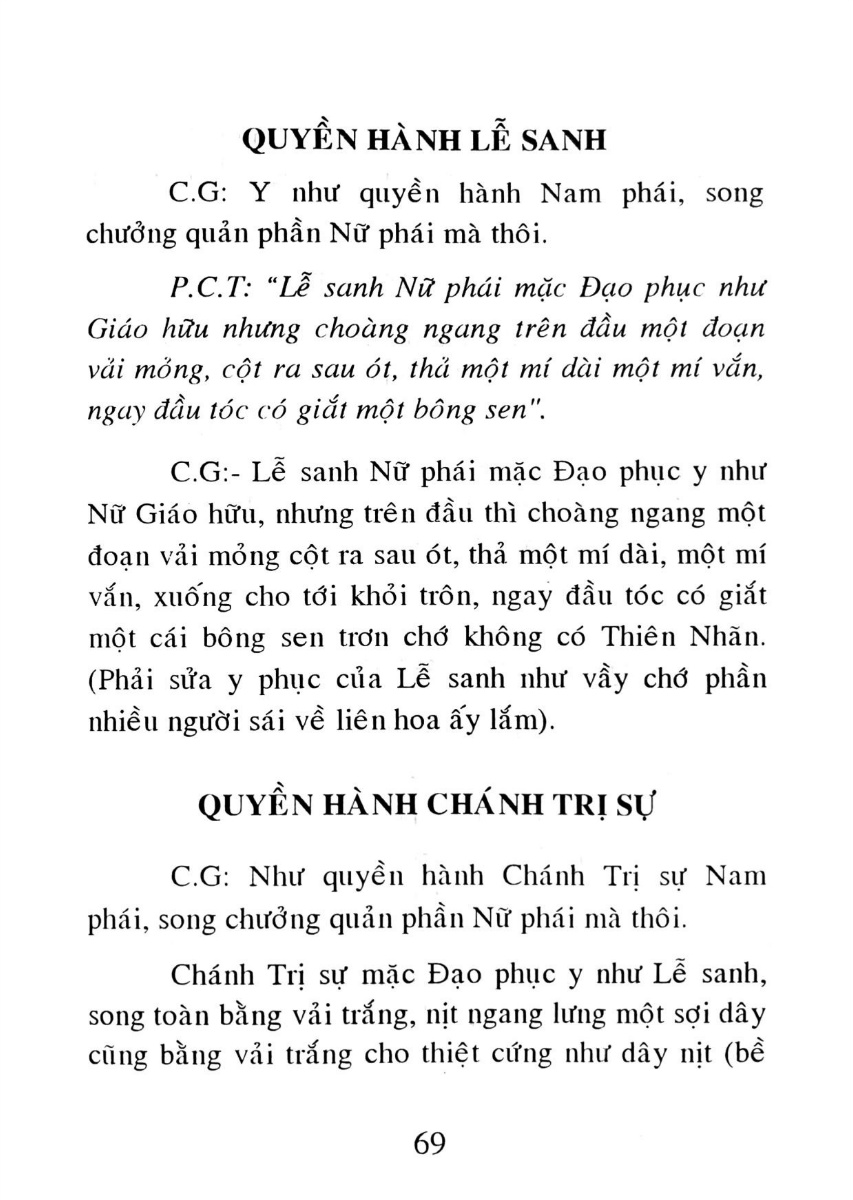 QUYỀN HÀNH LỄ SANH
C.G: Y như quyền hành Nam phái, song
chưởng quản phần Nữ phái mà thôi.
P.C.T: “Lễ sanh Nữ phái mặc Đạo phục như
Giáo hữu nhưng choàng ngang trên đầu một đoạn
vải mỏng, cột ra sau ót, thả một mí dài một mí vắn,
ngay đầu tóc có giắt một bông sen".
C.G:- Lễ sanh Nữ phái mặc Đạo phục y như
Nữ Giáo hữu, nhưng trên đầu thì choàng ngang một
đoạn vải mỏng cột ra sau ót, thả một mí dài, một mí
vắn, xuống cho tới khỏi trôn, ngay đầu tóc có giắt
một cái bông sen trơn chớ không có Thiên Nhãn.
(Phải sửa y phục của Lễ sanh như vầy chớ phần
nhiều người sái về liên hoa ấy lắm).
QUYỀN HÀNH CHÁNH TRỊ SỰ
C.G: Như quyền hành Chánh Trị sự Nam
phái, song chưởng quản phần Nữ phái mà thôi.
Chánh Trị sự mặc Đạo phục y như Lễ sanh,
song toàn bằng vải trắng, nịt ngang lưng một sợi dây
cũng bằng vải trắng cho thiệt cứng như dây nịt (bề
69